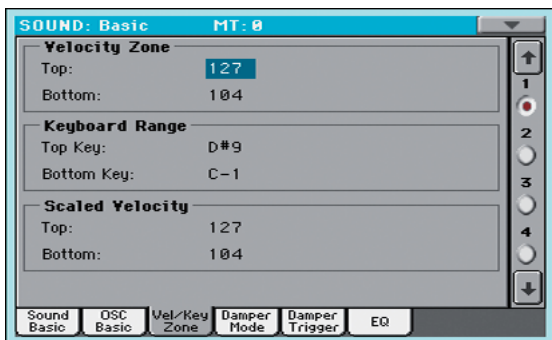 SOUND: Basic MT: 0
Velocity Zone
Top: 127
Bottom: 104
Keyboard Range
Top Key: D#9
Bottom Key: C-1
Scaled Velocity
Top: 127
Bottom: 104
1
2
3
4
Sound Basic
OSC Basic
Vel/Key Zone
Damper Mode
Damper Trigger
EQ